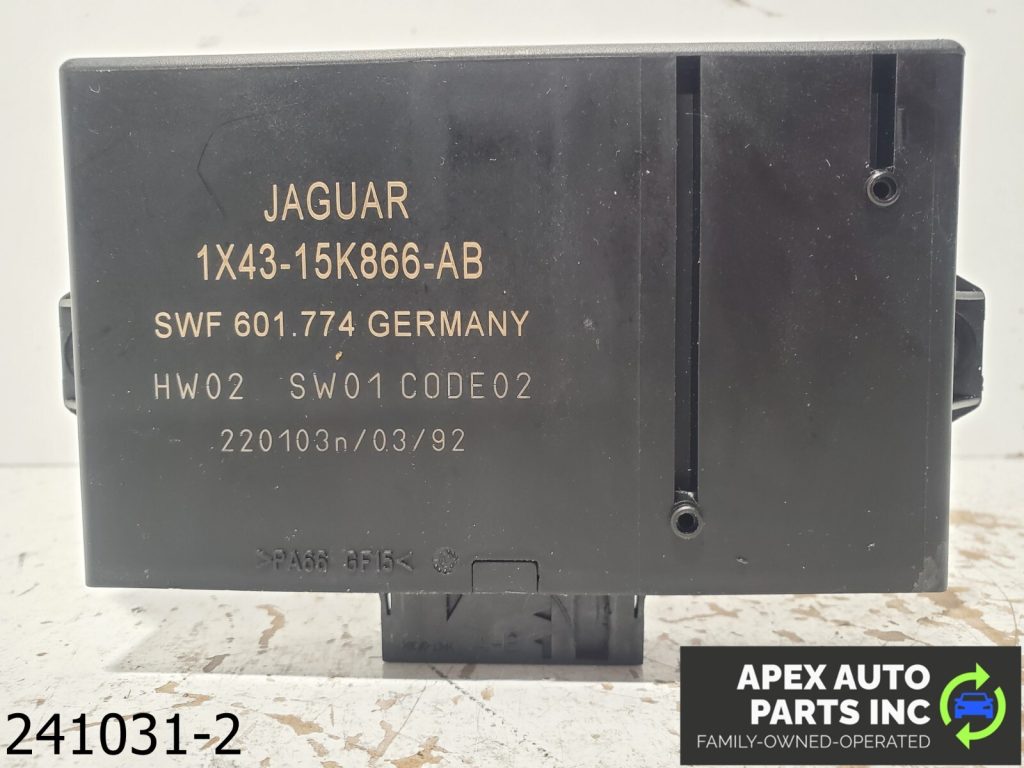 JAGUAR
1X43-15K866-AB
SWF 601.774 GERMANY
HW02 SW01 CODE02
220103n/03/92
>PA66 GF15<
241031-2
APEX AUTO
PARTS INC
FAMILY-OWNED-OPERATED